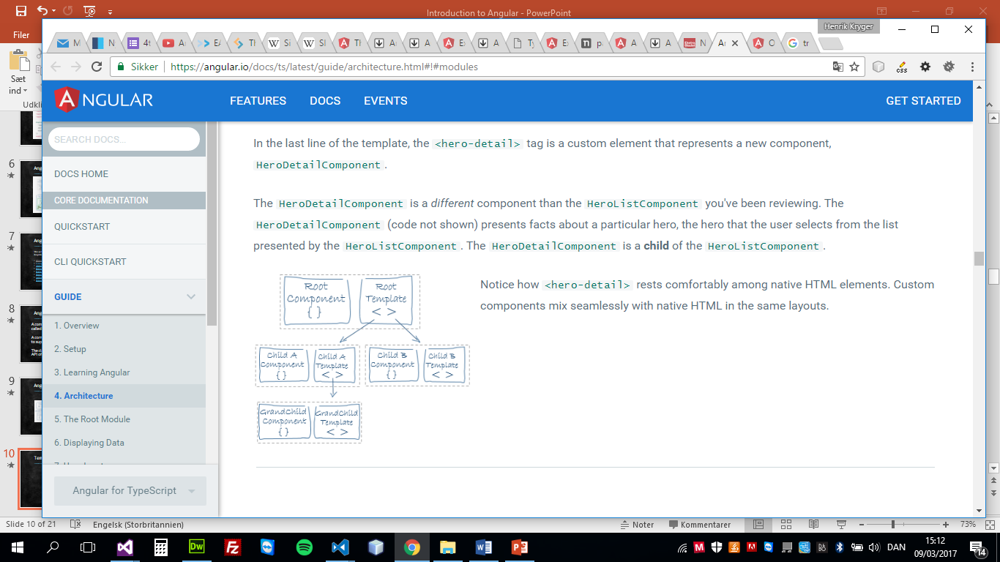 Introduction to Angular - PowerPoint
Filer
Henrik Kryger
M
N
4t
A
EA
Tl
Si
Sl
Tl
A
A
E
A
T
E
p
A
A
N
A
O
tr
Sikker
https://angular.io/docs/ts/latest/guide/architecture.html#!#modules
css
Sæt
ind
Udkli
ANGULAR
FEATURES
DOCS
EVENTS
GET STARTED
SEARCH DOCS...
DOCS HOME
CORE DOCUMENTATION
QUICKSTART
CLI QUICKSTART
GUIDE
1. Overview
2. Setup
3. Learning Angular
4. Architecture
5. The Root Module
6. Displaying Data
Angular for TypeScript
6
7
8
9
10
In the last line of the template, the <hero-detail> tag is a custom element that represents a new component,
HeroDetailComponent.
The HeroDetailComponent is a different component than the HeroListComponent you've been reviewing. The
HeroDetailComponent (code not shown) presents facts about a particular hero, the hero that the user selects from the list
presented by the HeroListComponent. The HeroDetailComponent is a child of the HeroListComponent.
Root
Component
{ }
Root
Template
< >
Child A
Component
{ }
Child A
Template
< >
Child B
Component
{ }
Child B
Template
< >
GrandChild
Component
{ }
GrandChild
Template
< >
Notice how <hero-detail> rests comfortably among native HTML elements. Custom
components mix seamlessly with native HTML in the same layouts.
Slide 10 of 21
Engelsk (Storbritannien)
Noter
Kommentarer
73%
Dw
DAN
15:12
09/03/2017
14